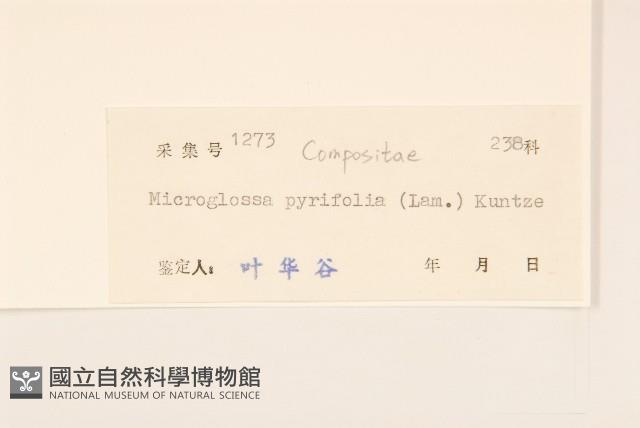 采集号 1273 Compositae 238科
Microglossa pyrifolia (Lam.) Kuntze
鉴定人: 叶华谷 年 月 日
國立自然科學博物館
NATIONAL MUSEUM OF NATURAL SCIENCE